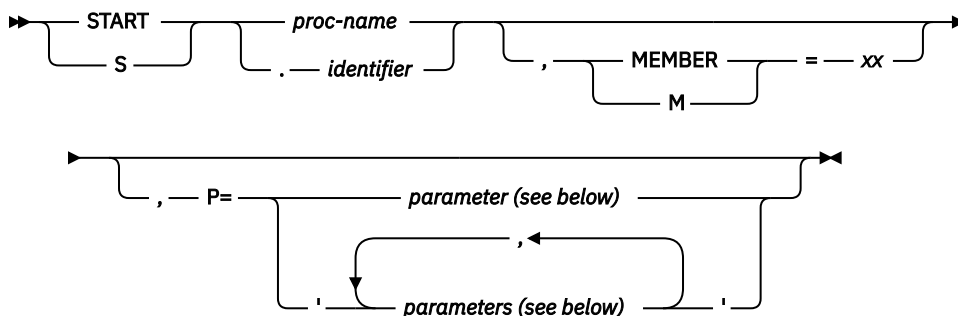 START proc-name
S . identifier , MEMBER = xx
M
, P= parameter (see below)
,
' parameters (see below) '